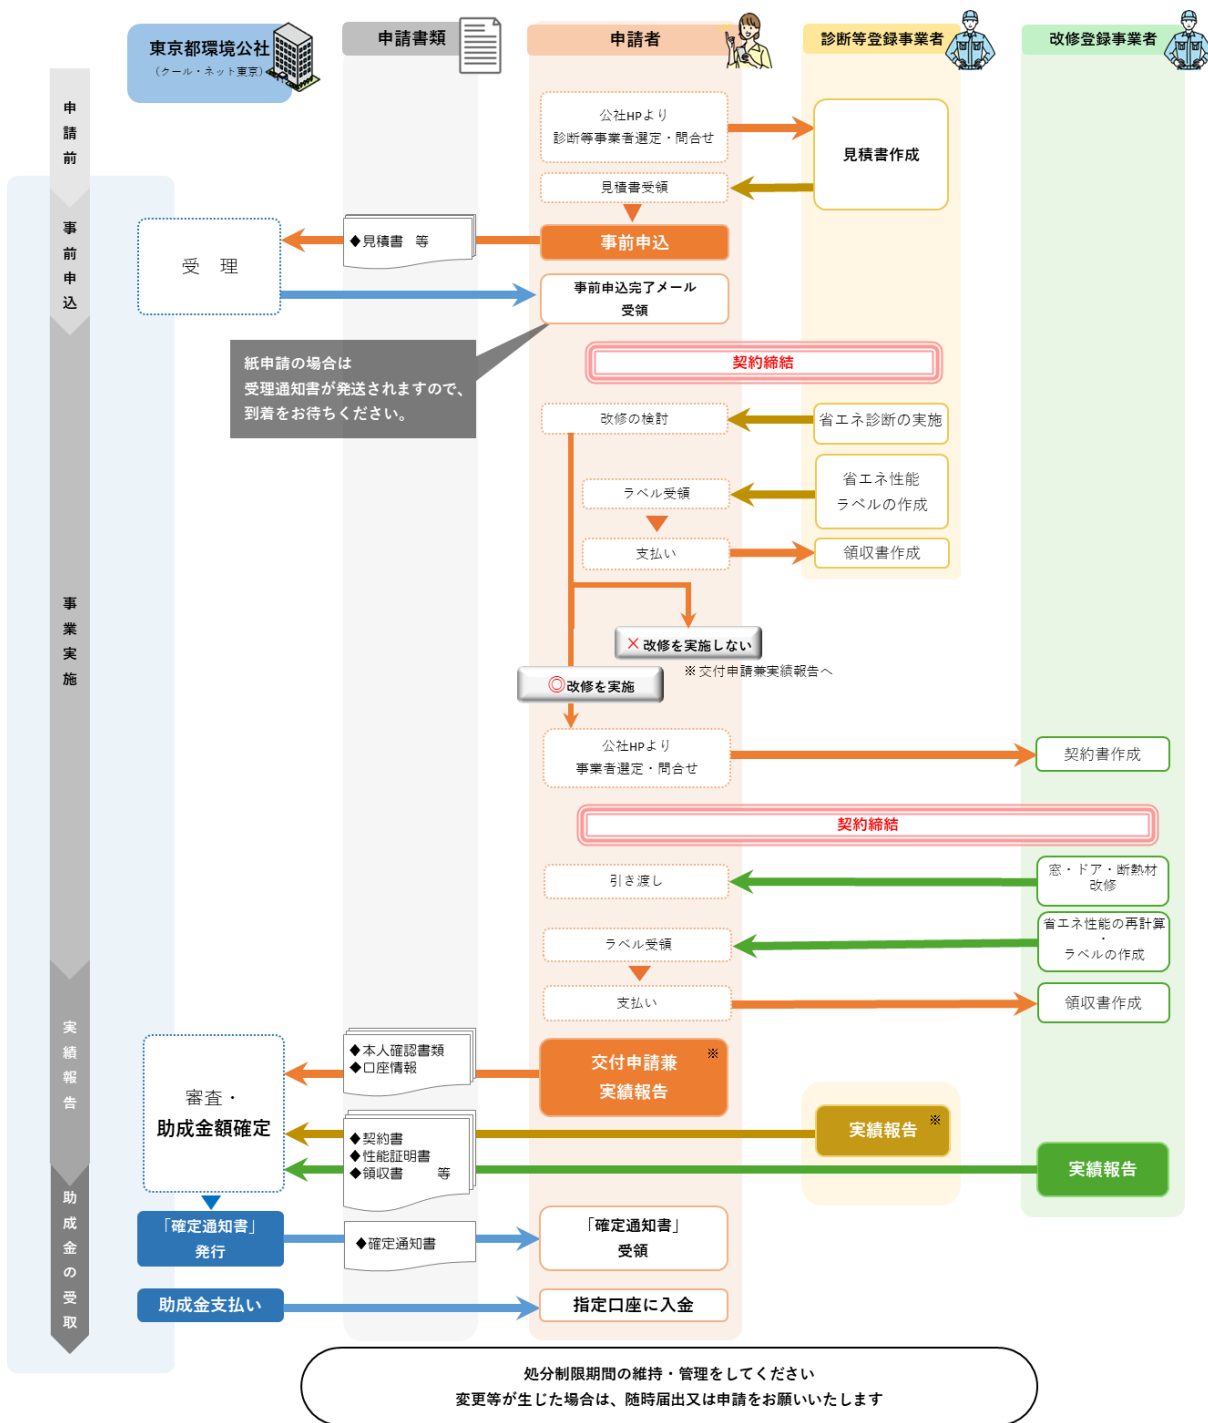 東京都環境公社
（クール・ネット東京）
申請書類
申請者
診断等登録事業者
改修登録事業者
申請前
公社HPより
診断等事業者選定・問合せ
見積書作成
見積書受領
事前申込
◆見積書　等
事前申込
受　理
事前申込完了メール
受領
紙申請の場合は
受理通知書が発送されますので、
到着をお待ちください。
契約締結
事業実施
改修の検討
省エネ診断の実施
ラベル受領
省エネ性能
ラベルの作成
支払い
領収書作成
×改修を実施しない
※交付申請兼実績報告へ
◎改修を実施
公社HPより
事業者選定・問合せ
契約書作成
契約締結
引き渡し
窓・ドア・断熱材
改修
ラベル受領
省エネ性能の再計算
・
ラベルの作成
支払い
領収書作成
実績報告
審査・
助成金額確定
◆本人確認書類
◆口座情報
交付申請兼
実績報告
※
◆契約書
◆性能証明書
◆領収書　　等
実績報告
※
実績報告
助成金の受取
「確定通知書」
発行
◆確定通知書
「確定通知書」
受領
助成金支払い
指定口座に入金
処分制限期間の維持・管理をしてください
変更等が生じた場合は、随時届出又は申請をお願いいたします